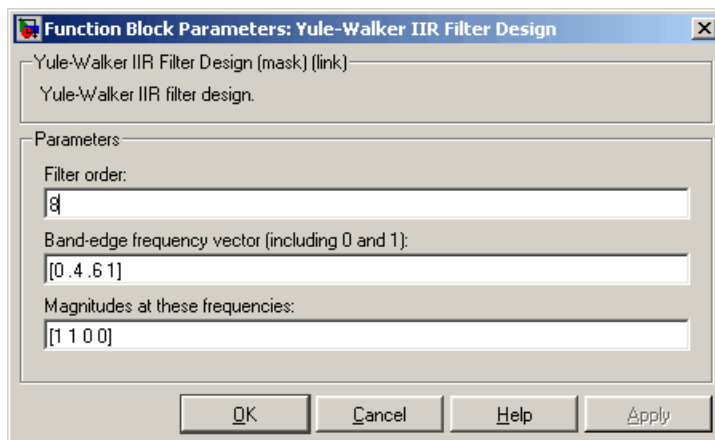 Function Block Parameters: Yule-Walker IIR Filter Design
Yule-Walker IIR Filter Design (mask) (link)
Yule-Walker IIR filter design.
Parameters
Filter order:
8
Band-edge frequency vector (including 0 and 1):
[0 .4 .6 1]
Magnitudes at these frequencies:
[1 1 0 0]
OK Cancel Help Apply